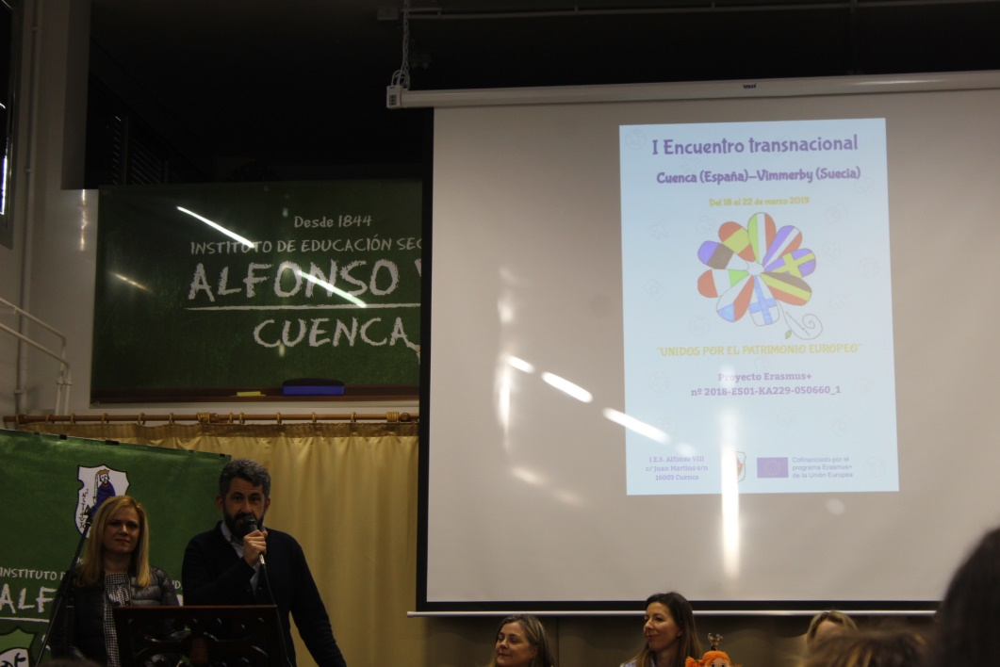 Desde 1844
INSTITUTO DE EDUCACIÓN SEC
ALFONSO V
CUENCA
I Encuentro transnacional
Cuenca (España)–Vimmerby (Suecia)
Del 18 al 22 de marzo 2019
"UNIDOS POR EL PATRIMONIO EUROPEO"
Proyecto Erasmus+
nº 2018-ES01-KA229-050660_1
I.E.S. Alfonso VIII
c/ Juan Martino s/n
16002 Cuenca
Cofinanciado por el
programa Erasmus+
de la Unión Europea
INSTITUTO D
ALF